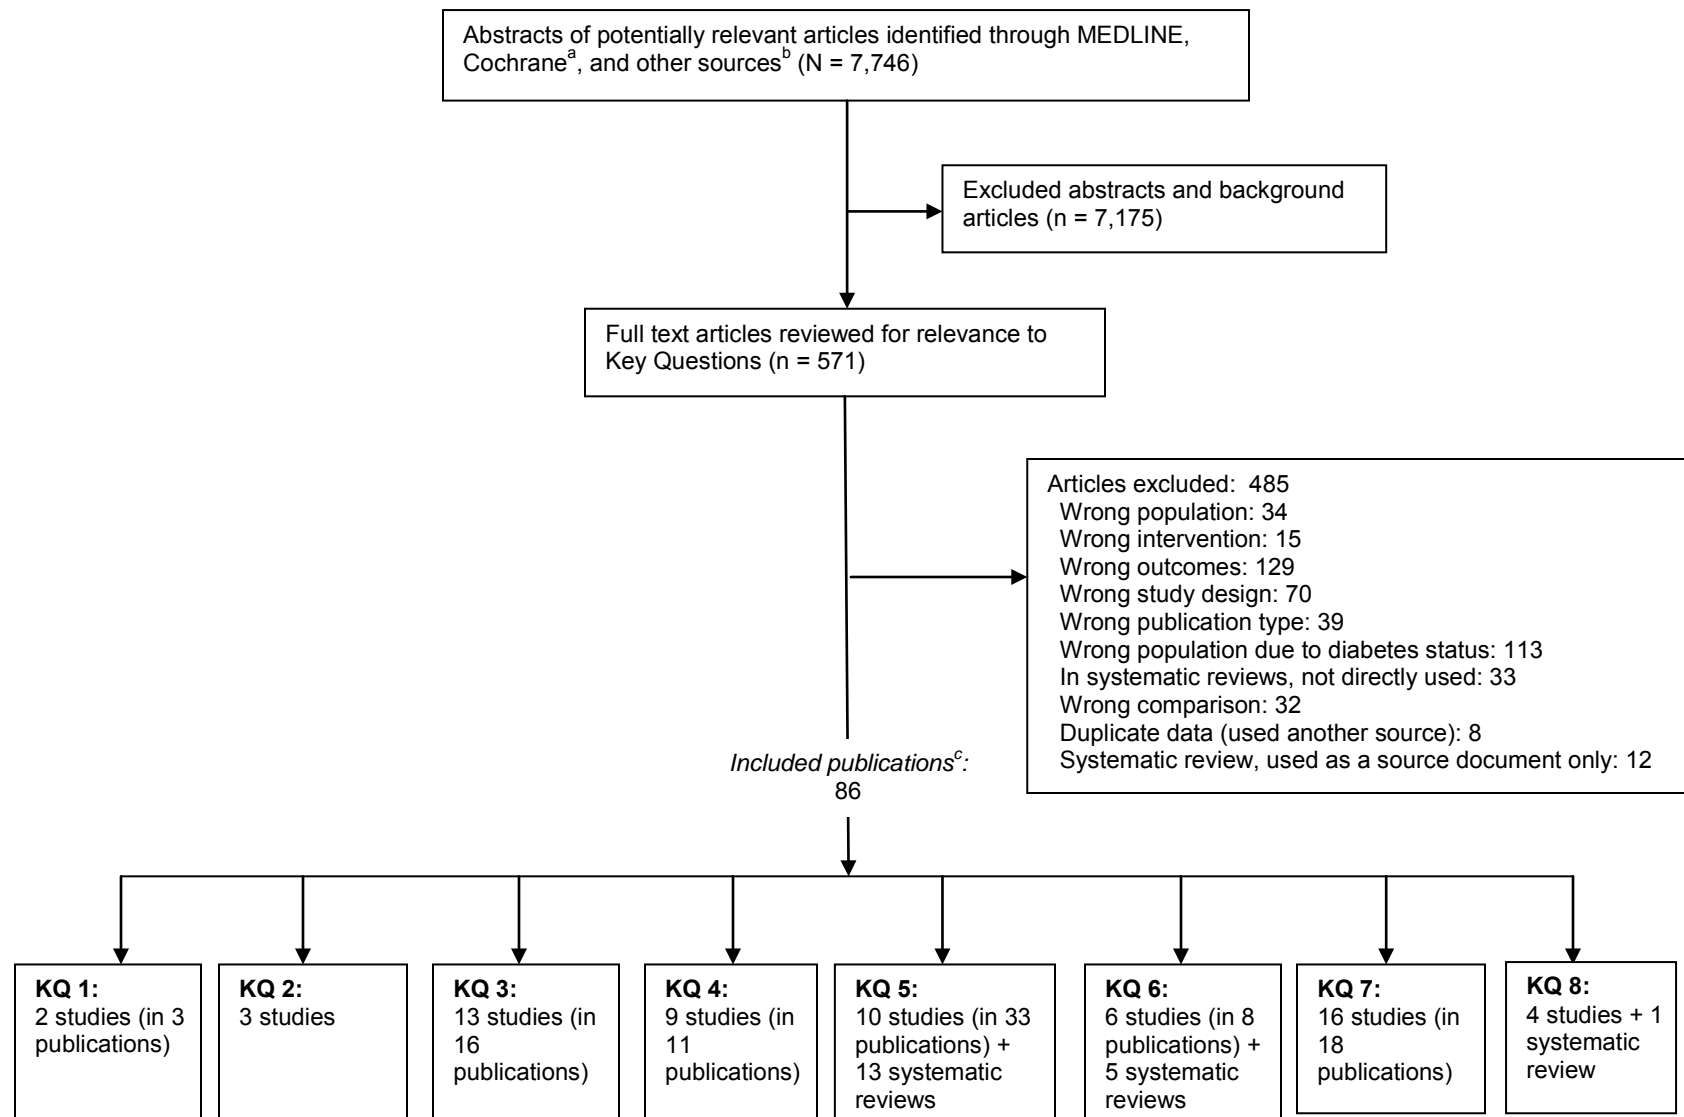 Abstracts of potentially relevant articles identified through MEDLINE,
Cochraneᵃ, and other sourcesᵇ (N = 7,746)
Excluded abstracts and background
articles (n = 7,175)
Full text articles reviewed for relevance to
Key Questions (n = 571)
Articles excluded:  485
Wrong population: 34
Wrong intervention: 15
Wrong outcomes: 129
Wrong study design: 70
Wrong publication type: 39
Wrong population due to diabetes status: 113
In systematic reviews, not directly used: 33
Wrong comparison: 32
Duplicate data (used another source): 8
Systematic review, used as a source document only: 12
Included publicationsᶜ:
86
KQ 1:
2 studies (in 3
publications)
KQ 2:
3 studies
KQ 3:
13 studies (in
16
publications)
KQ 4:
9 studies (in
11
publications)
KQ 5:
10 studies (in 33
publications) +
13 systematic
reviews
KQ 6:
6 studies (in 8
publications) +
5 systematic
reviews
KQ 7:
16 studies (in
18
publications)
KQ 8:
4 studies + 1
systematic
review